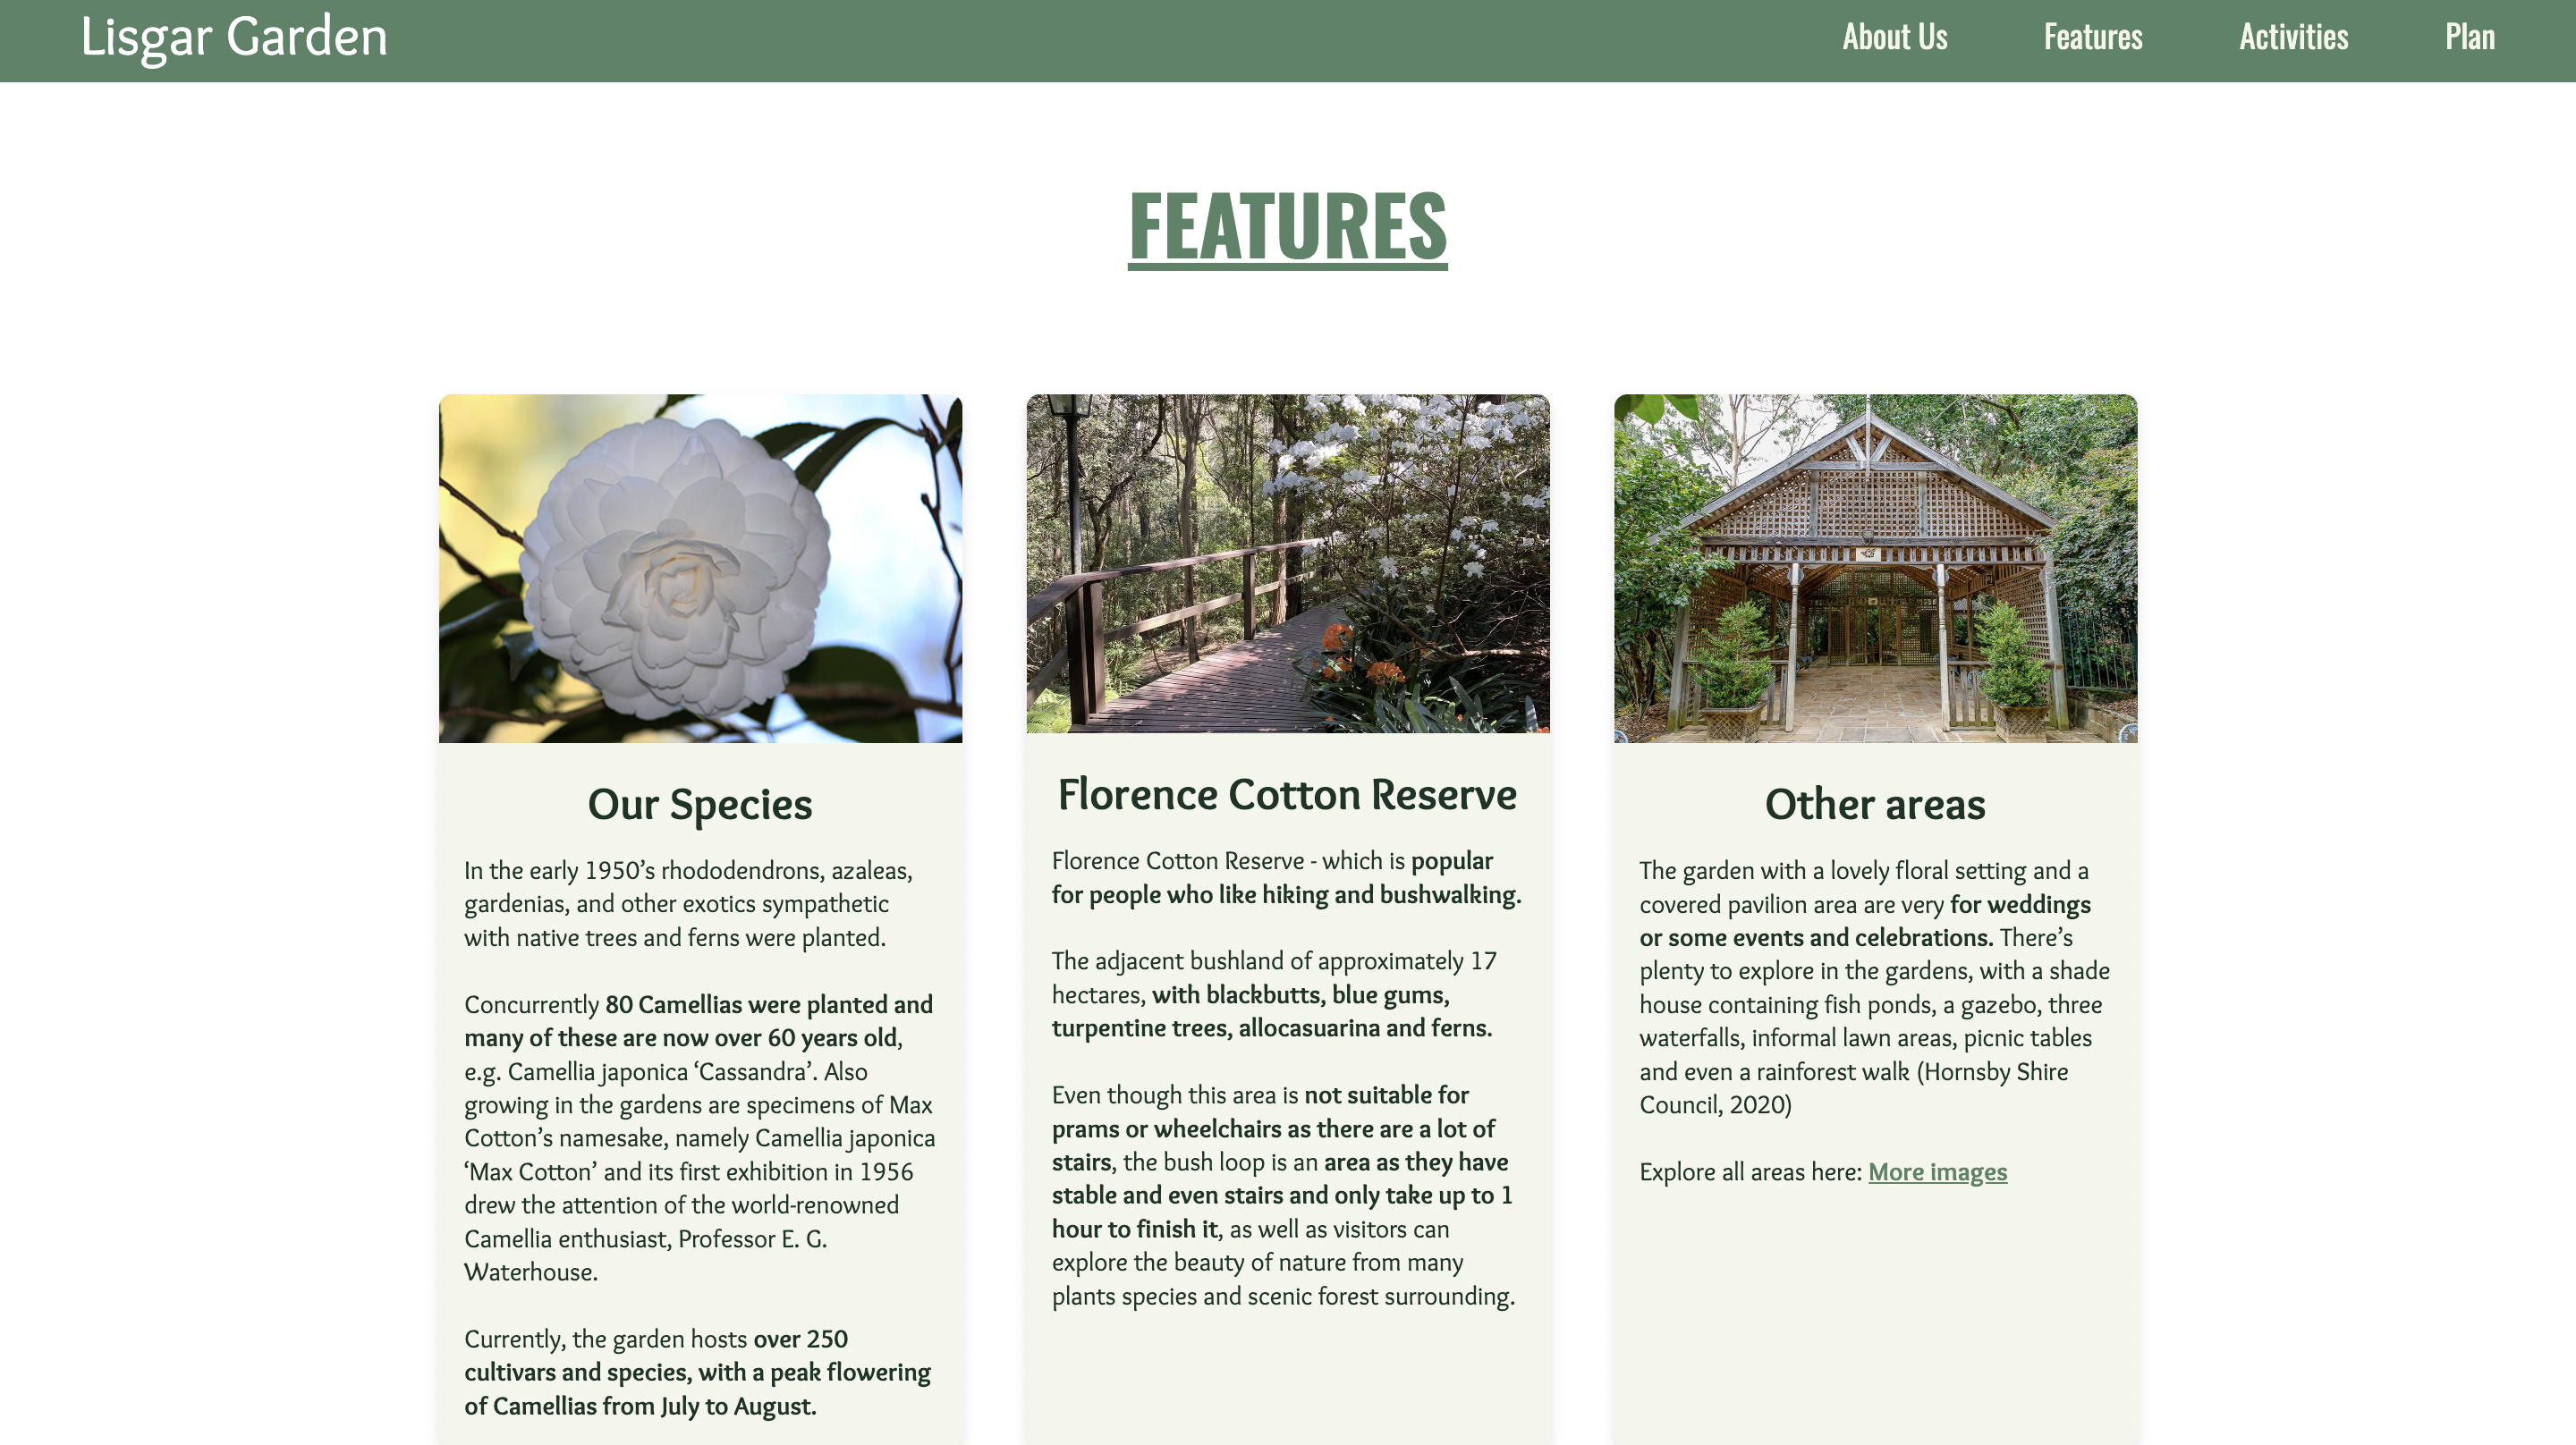 Lisgar Garden
About Us
Features
Activities
Plan
FEATURES
Our Species
In the early 1950’s rhododendrons, azaleas,
gardenias, and other exotics sympathetic
with native trees and ferns were planted.
Concurrently 80 Camellias were planted and
many of these are now over 60 years old,
e.g. Camellia japonica ‘Cassandra’. Also
growing in the gardens are specimens of Max
Cotton’s namesake, namely Camellia japonica
‘Max Cotton’ and its first exhibition in 1956
drew the attention of the world-renowned
Camellia enthusiast, Professor E. G.
Waterhouse.
Currently, the garden hosts over 250
cultivars and species, with a peak flowering
of Camellias from July to August.
Florence Cotton Reserve
Florence Cotton Reserve - which is popular
for people who like hiking and bushwalking.
The adjacent bushland of approximately 17
hectares, with blackbutts, blue gums,
turpentine trees, allocasuarina and ferns.
Even though this area is not suitable for
prams or wheelchairs as there are a lot of
stairs, the bush loop is an area as they have
stable and even stairs and only take up to 1
hour to finish it, as well as visitors can
explore the beauty of nature from many
plants species and scenic forest surrounding.
Other areas
The garden with a lovely floral setting and a
covered pavilion area are very for weddings
or some events and celebrations. There’s
plenty to explore in the gardens, with a shade
house containing fish ponds, a gazebo, three
waterfalls, informal lawn areas, picnic tables
and even a rainforest walk (Hornsby Shire
Council, 2020)
Explore all areas here: More images